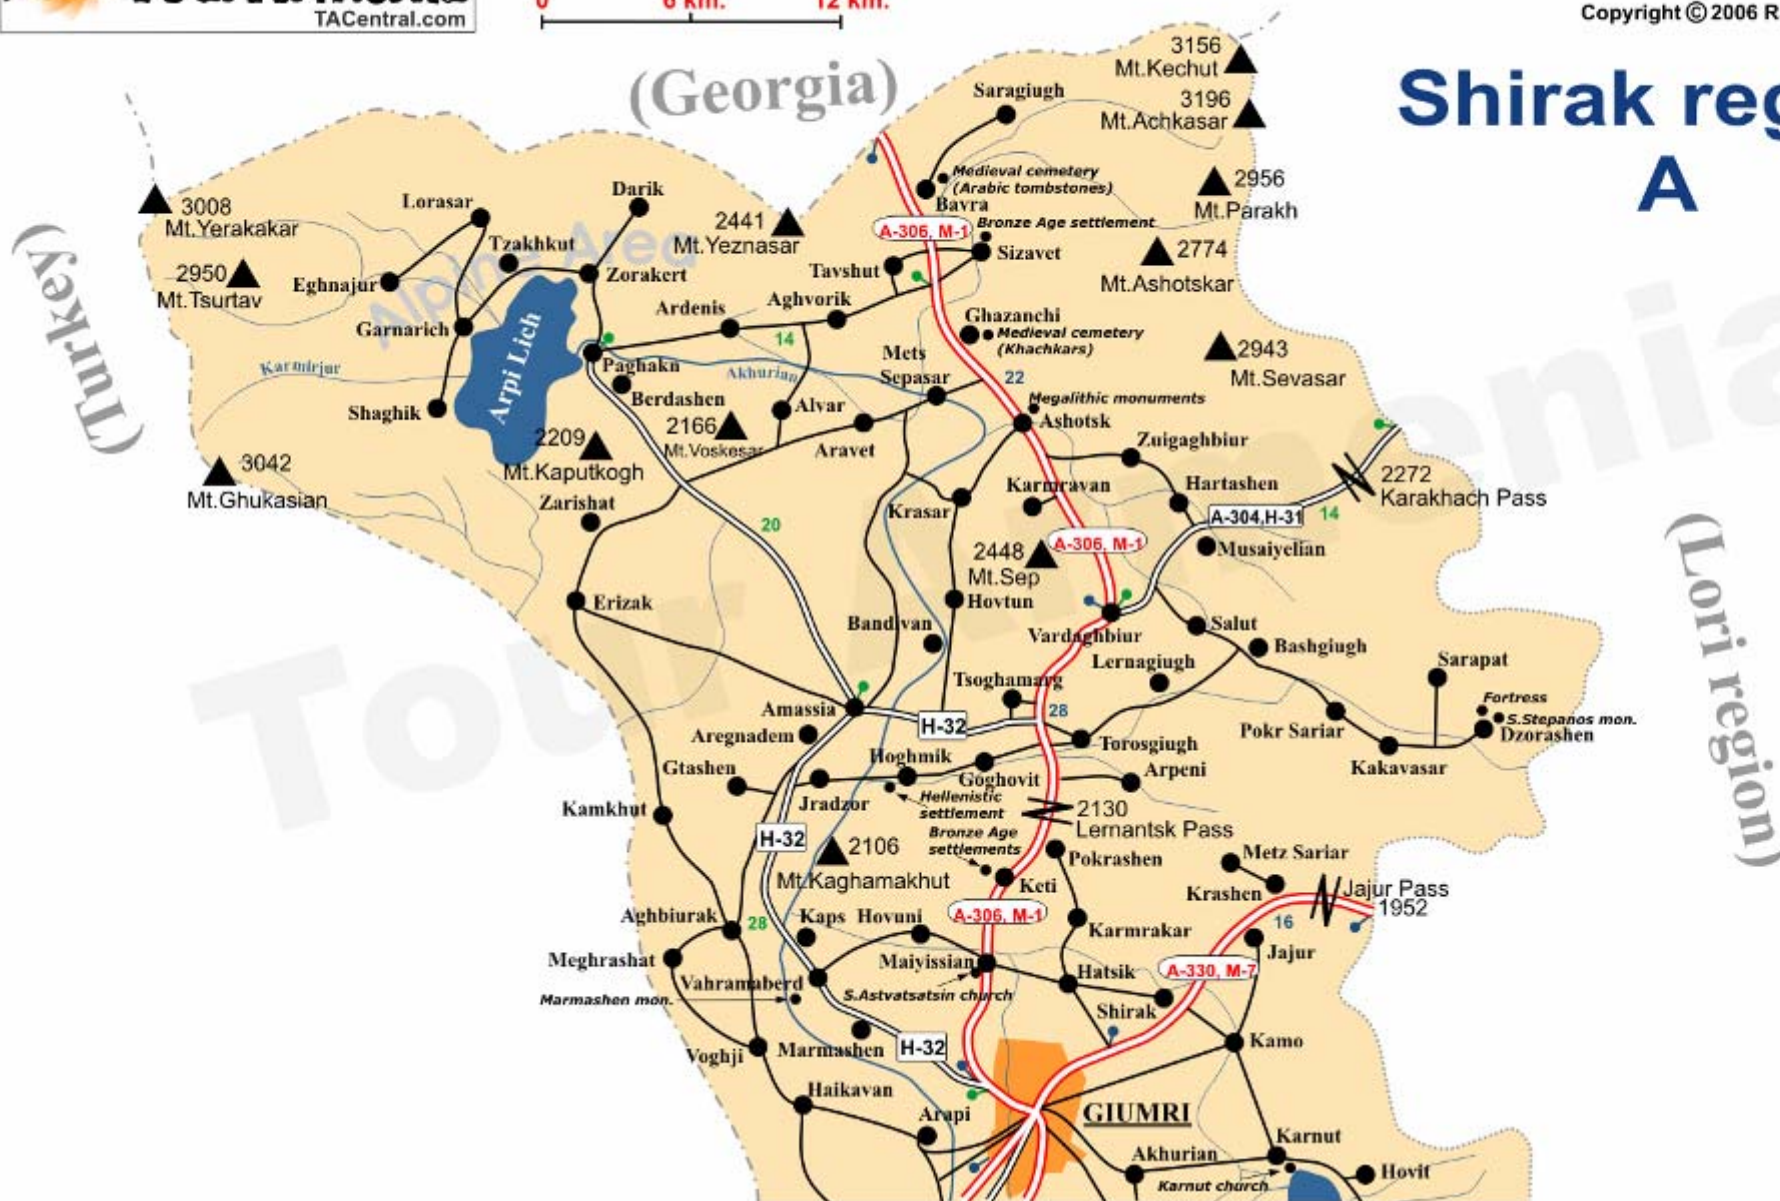 TACentral.com
0 6 km. 12 km.
Copyright © 2006 R
Shirak reg
A
(Georgia)
(Turkey)
(Lori region)
Tour Armenia
Alpine Area
3156
Mt.Kechut
3196
Mt.Achkasar
Saragiugh
Medieval cemetery
(Arabic tombstones)
Bavra
2956
Mt.Parakh
3008
Mt.Yerakakar
Lorasar
Darik
2441
Mt.Yeznasar
A-306, M-1
Bronze Age settlement
Sizavet
2774
Mt.Ashotskar
Tzakhkut
2950
Mt.Tsurtav
Eghnajur
Zorakert
Tavshut
Ardenis
Aghvorik
Garnarich
14
Ghazanchi
Medieval cemetery
(Khachkars)
2943
Mt.Sevasar
Arpi Lich
Karmirjur
Paghakn
Akhurian
Mets
Sepasar
22
Berdashen
Shaghik
Alvar
Megalithic monuments
Ashotsk
2166
Mt.Voskesar
2209
Mt.Kaputkogh
Aravet
Zuigaghbiur
3042
Mt.Ghukasian
Zarishat
Krasar
Karmravan
Hartashen
2272
Karakhach Pass
A-304,H-31
14
20
A-306, M-1
Musaiyelian
2448
Mt.Sep
Erizak
Hovtun
Bandivan
Vardaghbiur
Salut
Bashgiugh
Lernagiugh
Sarapat
Tsoghamarg
Amassia
H-32
28
Fortress
S.Stepanos mon.
Dzorashen
Pokr Sariar
Kakavasar
Aregnadem
Torosgiugh
Hoghmik
Gtashen
Goghovit
Arpeni
Jradzor
Hellenistic
settlement
Kamkhut
2130
Lernantsk Pass
H-32
Bronze Age
settlements
2106
Mt.Kaghamakhut
Pokrashen
Metz Sariar
Keti
Krashen
Jajur Pass
1952
A-306, M-1
16
Aghbiurak
28
Kaps
Hovuni
Karmrakar
Jajur
Meghrashat
Maiyissian
Hatsik
A-330, M-7
Vahramaberd
Marmashen mon.
S.Astvatsatsin church
Shirak
Voghji
Marmashen
H-32
Kamo
Haikavan
Arapi
GIUMRI
Karnut
Akhurian
Hovit
Karnut church